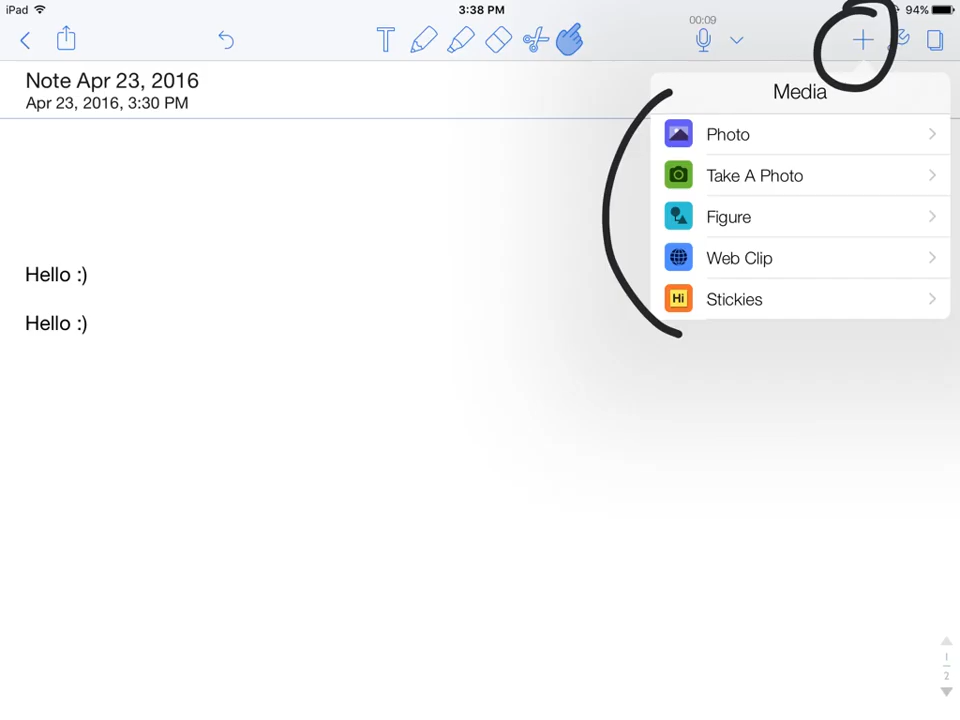 iPad 3:38 PM 94%
00:09
T
Note Apr 23, 2016
Apr 23, 2016, 3:30 PM
Media
Photo
Take A Photo
Figure
Web Clip
Hi Stickies
Hello :)
Hello :)
1
2